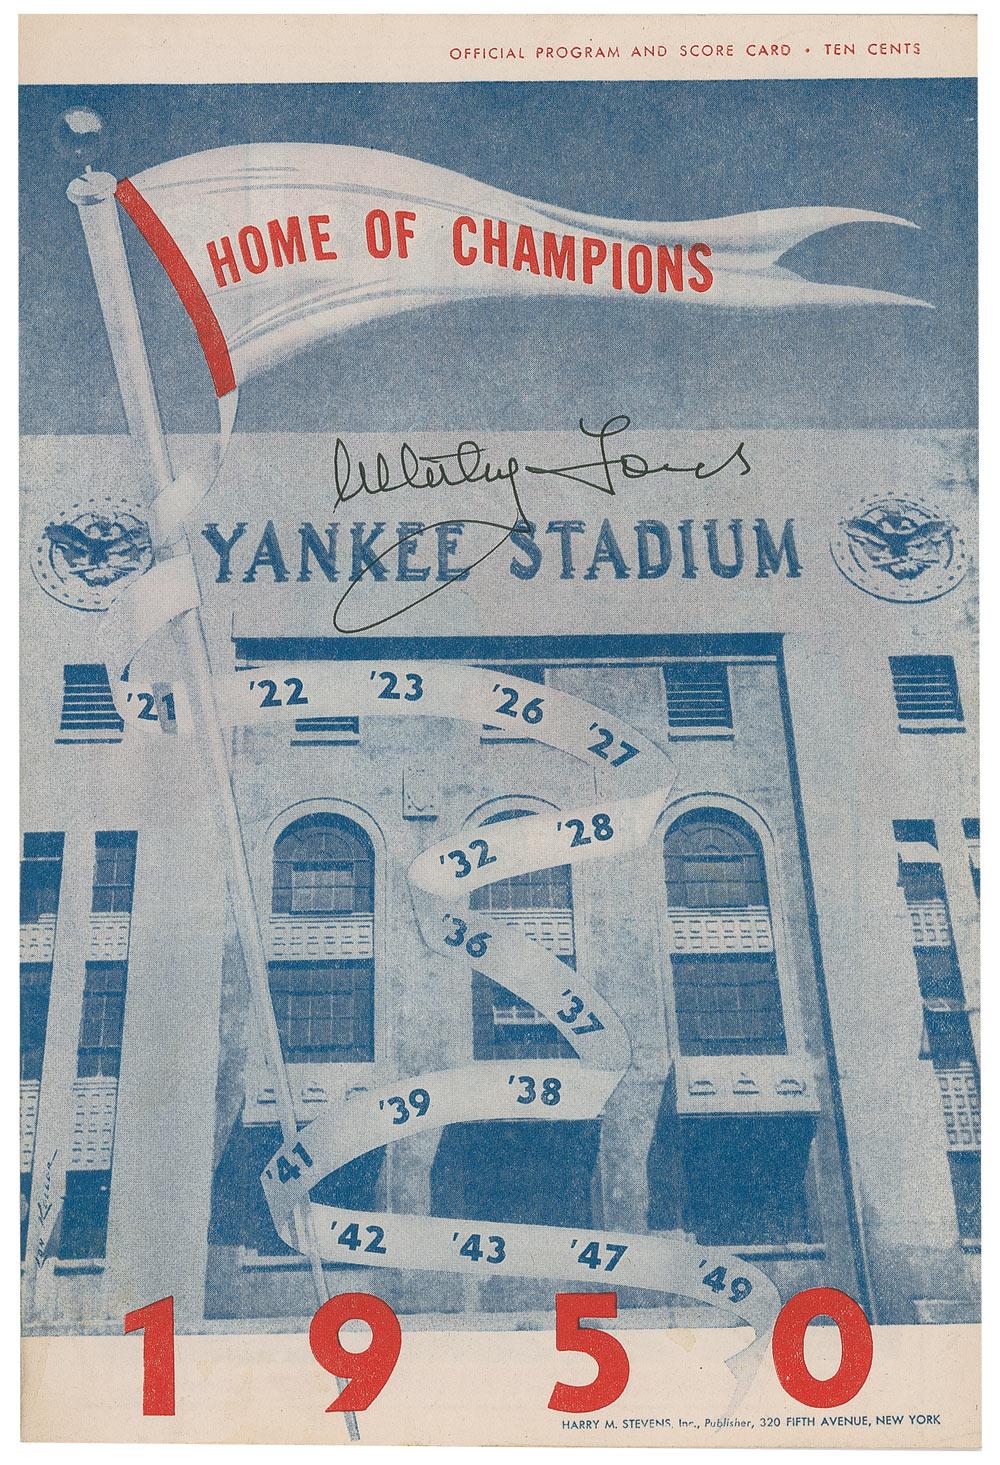 OFFICIAL PROGRAM AND SCORE CARD • TEN CENTS
HOME OF CHAMPIONS
Whitey Ford
YANKEE STADIUM
'21 '22 '23 '26 '27
'28
'32
'36
'37
'38
'39
'41
'42 '43 '47 '49
1950
HARRY M. STEVENS, Inc., Publisher, 320 FIFTH AVENUE, NEW YORK